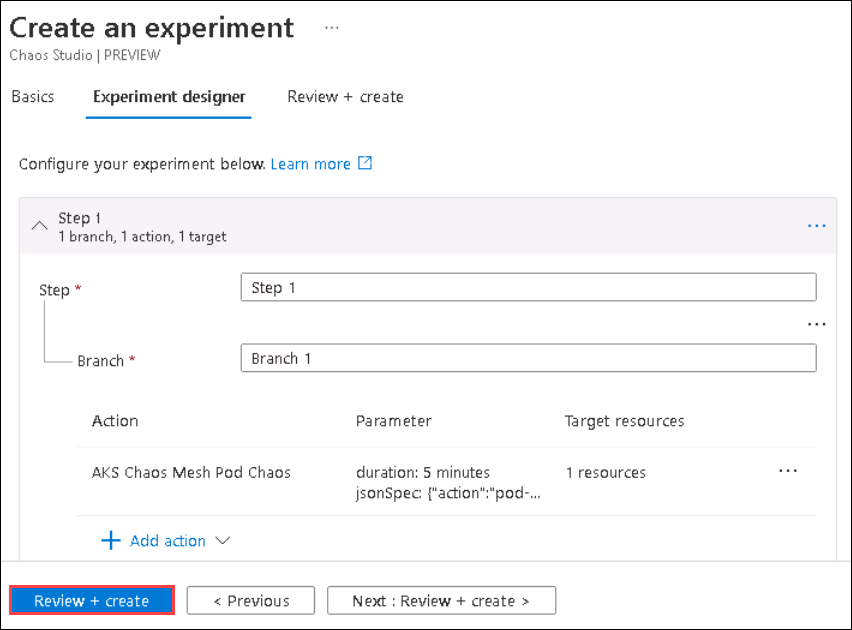 Create an experiment ...
Chaos Studio | PREVIEW
Basics Experiment designer Review + create
Configure your experiment below. Learn more
Step 1
1 branch, 1 action, 1 target
...
Step * Step 1
...
Branch * Branch 1
Action Parameter Target resources
AKS Chaos Mesh Pod Chaos duration: 5 minutes 1 resources ...
jsonSpec: {"action":"pod-...
+ Add action
Review + create < Previous Next : Review + create >